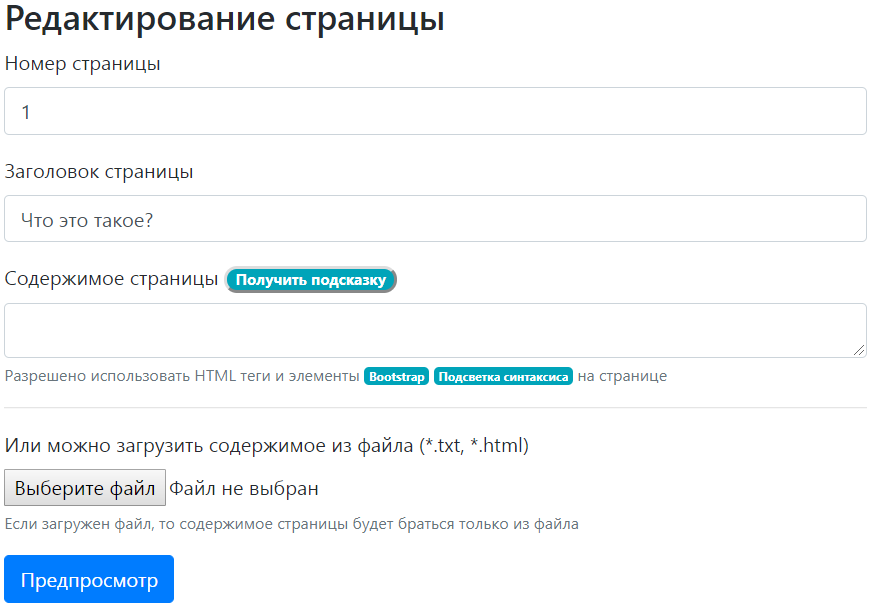 Редактирование страницы
Номер страницы
1
Заголовок страницы
Что это такое?
Содержимое страницы Получить подсказку
Разрешено использовать HTML теги и элементы Bootstrap Подсветка синтаксиса на странице
Или можно загрузить содержимое из файла (*.txt, *.html)
Выберите файл Файл не выбран
Если загружен файл, то содержимое страницы будет браться только из файла
Предпросмотр